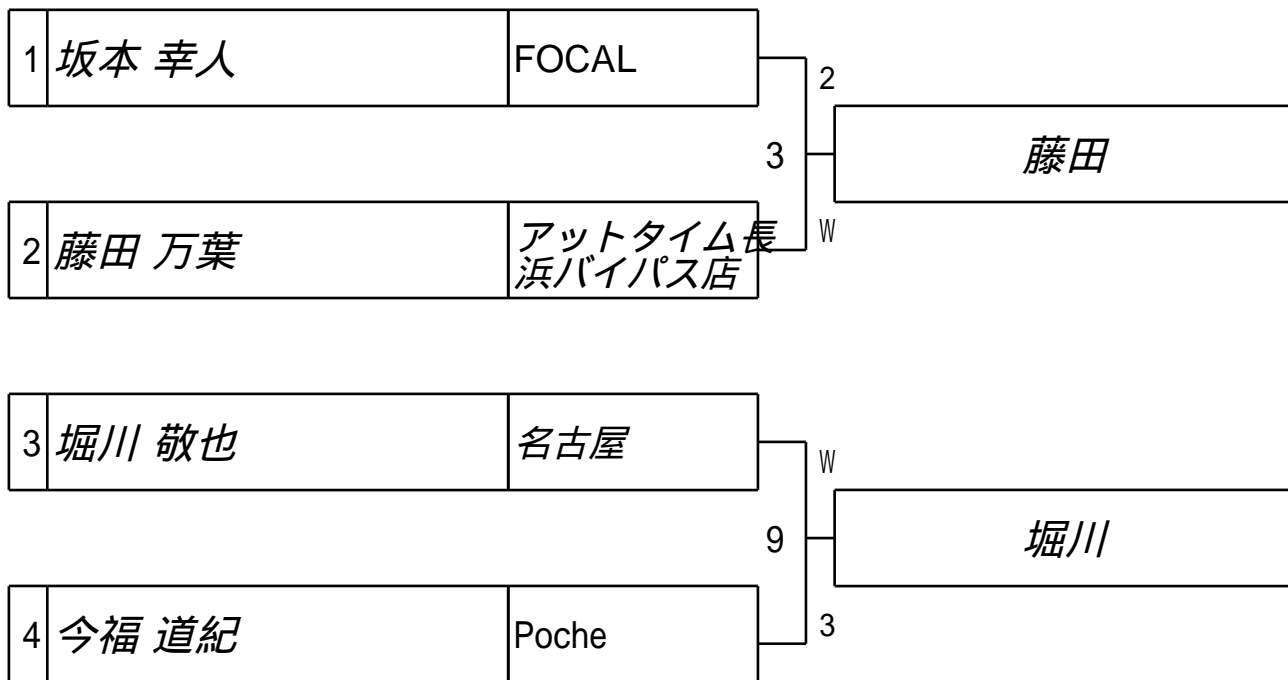 1 坂本 幸人 FOCAL
2
3 藤田
2 藤田 万葉 アットタイム長
浜バイパス店
W
3 堀川 敬也 名古屋
W
9 堀川
4 今福 道紀 Poche
3